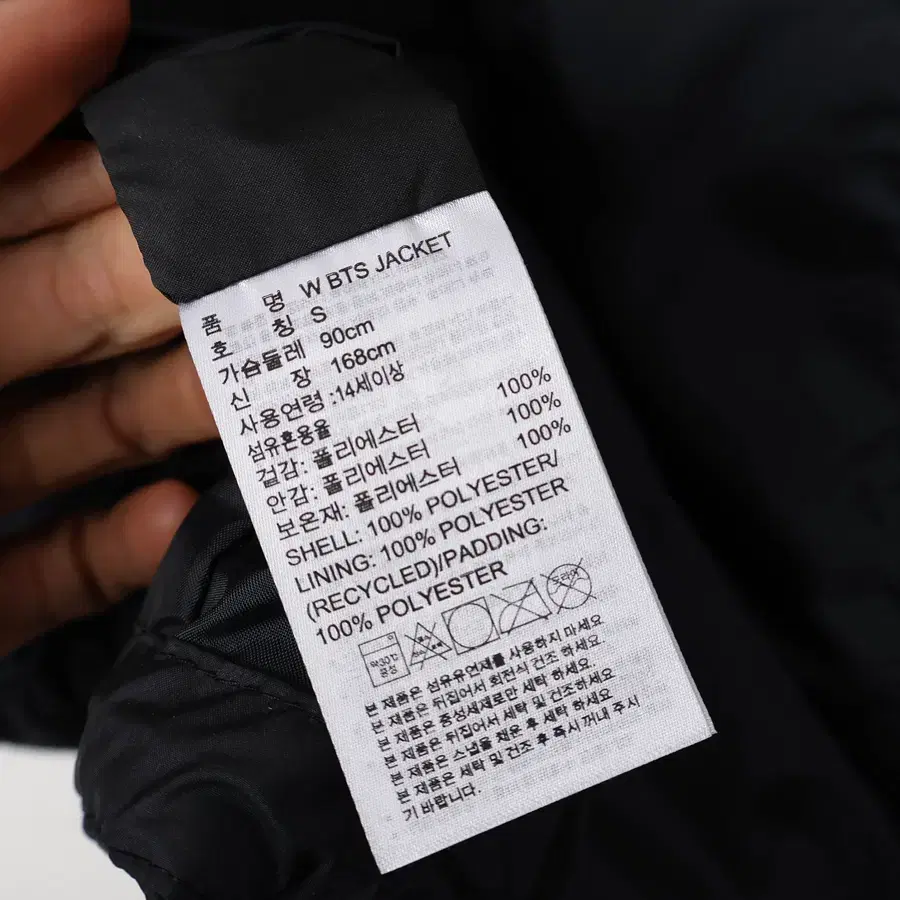 품 명 W BTS JACKET
호 칭 S
가슴둘레 90cm
신 장 168cm
사용연령 :14세이상
섬유혼용율
겉감: 폴리에스터 100%
안감: 폴리에스터 100%
보온재: 폴리에스터 100%
SHELL: 100% POLYESTER/
LINING: 100% POLYESTER
(RECYCLED)/PADDING:
100% POLYESTER
약30℃
중성
드라이
본 제품은 섬유유연제를 사용하지 마세요
본 제품은 뒤집어서 회전식 건조 하세요.
본 제품은 중성세제로만 세탁 하세요.
본 제품은 뒤집어서 세탁 및 건조하세요
본 제품은 스냅을 채운 후 세탁 하세요
본 제품은 세탁 및 건조 후 즉시 꺼내 주시
기 바랍니다.